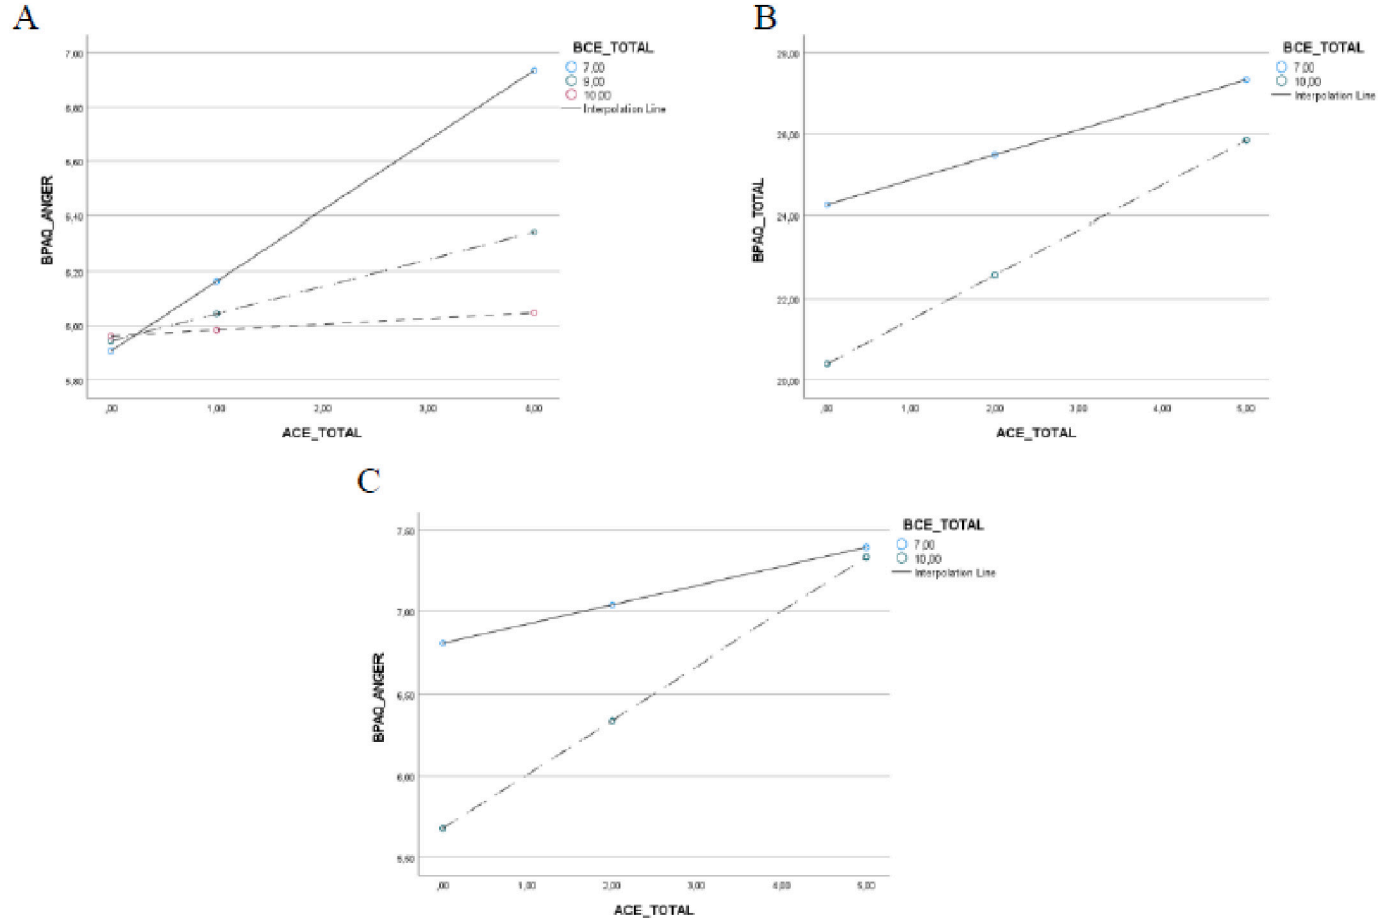 A
BCE_TOTAL
7,00
9,00
10,00
Interpolation Line
BPAQ_ANGER
7,00
6,80
6,60
6,40
6,20
6,00
5,80
,00 1,00 2,00 3,00 4,00
ACE_TOTAL
B
BCE_TOTAL
7,00
10,00
Interpolation Line
BPAQ_TOTAL
28,00
26,00
24,00
22,00
20,00
,00 1,00 2,00 3,00 4,00 5,00
ACE_TOTAL
C
BCE_TOTAL
7,00
10,00
Interpolation Line
BPAQ_ANGER
7,50
7,00
6,50
6,00
5,50
,00 1,00 2,00 3,00 4,00 5,00
ACE_TOTAL